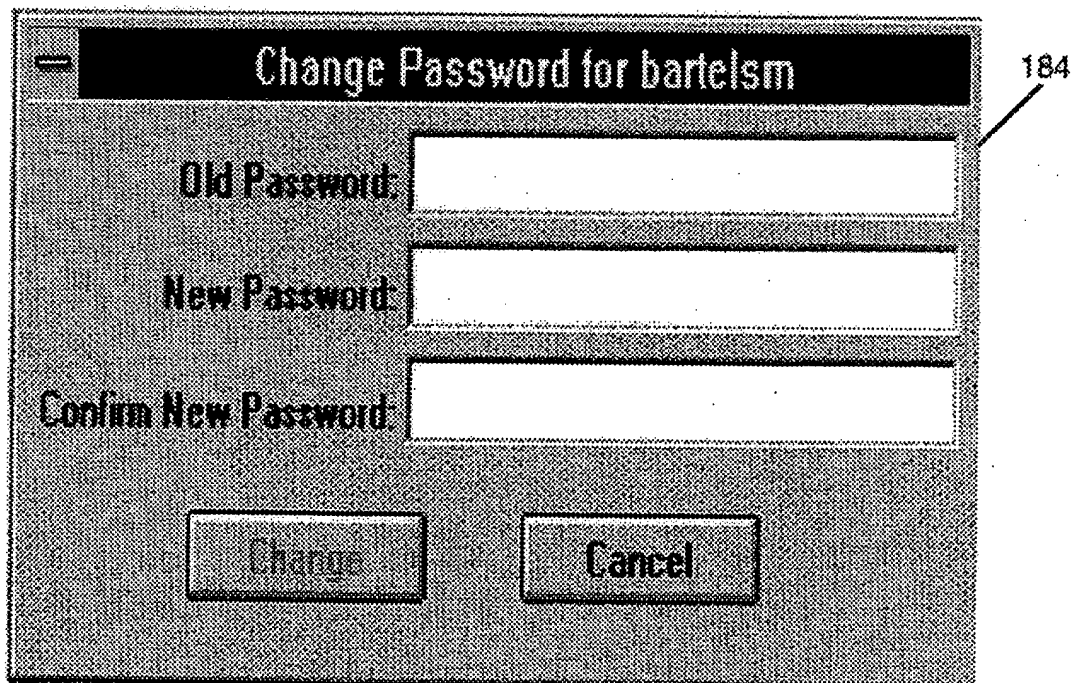 Change Password for bartelsm
184
Old Password:
New Password:
Confirm New Password:
Change
Cancel